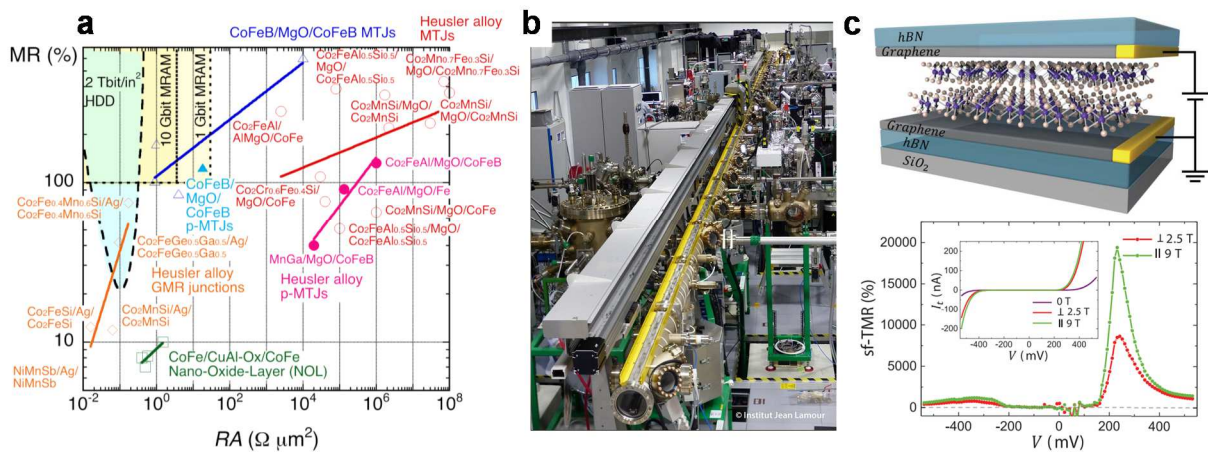 a
MR (%)
CoFeB/MgO/CoFeB MTJs
Heusler alloy
MTJs
2 Tbit/in2
HDD
10 Gbit MRAM
1 Gbit MRAM
Co2FeAl0.5Si0.5/
MgO/
Co2FeAl0.5Si0.5
Co2Mn0.7Fe0.3Si/
MgO/Co2Mn0.7Fe0.3Si
Co2MnSi/MgO/
Co2MnSi
Co2MnSi/
MgO/Co2MnSi
Co2FeAl/
AlMgO/CoFe
Co2FeAl/MgO/CoFeB
100
CoFeB/
MgO/
CoFeB
p-MTJs
Co2Cr0.6Fe0.4Si/
MgO/CoFe
Co2FeAl/MgO/Fe
Co2Fe0.4Mn0.6Si/Ag/
Co2Fe0.4Mn0.6Si
Co2MnSi/MgO/CoFe
Co2FeAl0.5Si0.5/MgO/
Co2FeAl0.5Si0.5
Co2FeGe0.5Ga0.5/Ag/
Co2FeGe0.5Ga0.5
MnGa/MgO/CoFeB
Heusler alloy
GMR junctions
Heusler alloy
p-MTJs
Co2FeSi/Ag/
Co2FeSi
Co2MnSi/Ag/
Co2MnSi
10
CoFe/CuAl-Ox/CoFe
Nano-Oxide-Layer (NOL)
NiMnSb/Ag/
NiMnSb
10-2 100 102 104 106 108
RA (Ω μm2)
b
© Institut Jean Lamour
c
hBN
Graphene
Graphene
hBN
SiO2
sf-TMR (%)
20000
15000
10000
5000
0
⊥ 2.5 T
II 9 T
It (nA)
200
100
0
-100
-200
0 T
⊥ 2.5 T
II 9 T
-400 -200 0 200 400
V (mV)
-400 -200 0 200 400
V (mV)